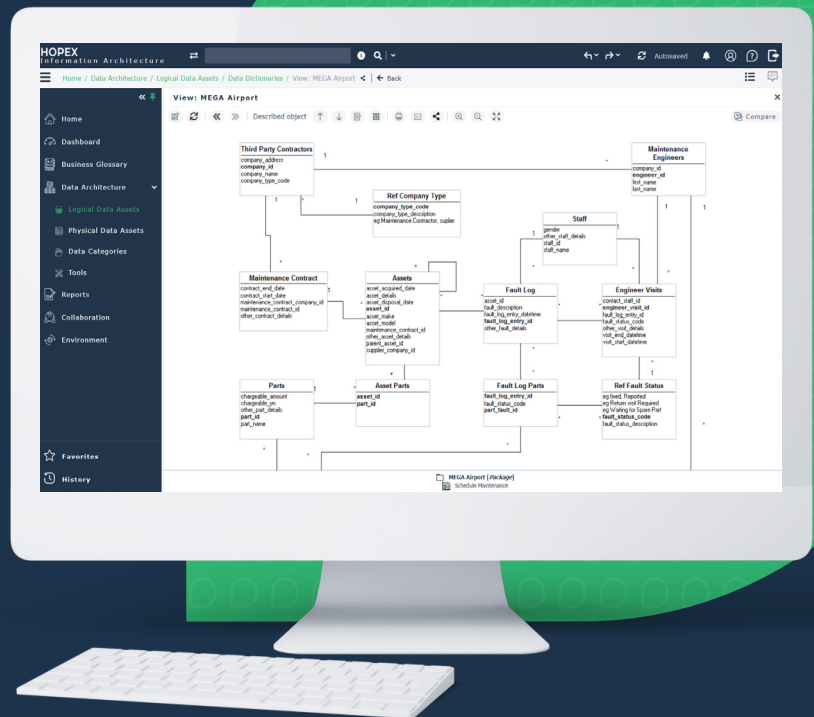 HOPEX
Information Architecture
Autosaved
Home / Data Architecture / Logical Data Assets / Data Dictionaries / View: MEGA Airport
Back
Home
Dashboard
Business Glossary
Data Architecture
Logical Data Assets
Physical Data Assets
Data Categories
Tools
Reports
Collaboration
Environment
Favorites
History
View: MEGA Airport
Described object
Compare
Third Party Contractors
company_address
company_id
company_name
company_type_code
Maintenance
Engineers
company_id
engineer_id
first_name
last_name
Ref Company Type
company_type_code
company_type_description
eg Maintenance Contractor, suplier
Staff
gender
other_staff_details
staff_id
staff_name
Maintenance Contract
contract_end_date
contract_start_date
maintenance_contract_company_id
maintenance_contract_id
other_contract_details
Assets
asset_acquired_date
asset_details
asset_disposal_date
asset_id
asset_make
asset_model
maintenance_contract_id
other_asset_details
parent_asset_id
supplier_company_id
Fault Log
asset_id
fault_description
fault_log_entry_datetime
fault_log_entry_id
other_fault_details
Engineer Visits
contact_staff_id
engineer_visit_id
fault_log_entry_id
fault_status_code
other_visit_details
visit_end_datetime
visit_start_datetime
Parts
chargeable_amount
chargeable_yn
other_part_details
part_id
part_name
Asset Parts
asset_id
part_id
Fault Log Parts
fault_log_entry_id
fault_status_code
part_fault_id
Ref Fault Status
eg fixed, Reported
eg Return visit Required
eg Waiting for Spare Part
fault_status_code
fault_status_description
MEGA Airport [Package]
Schedule Maintenance